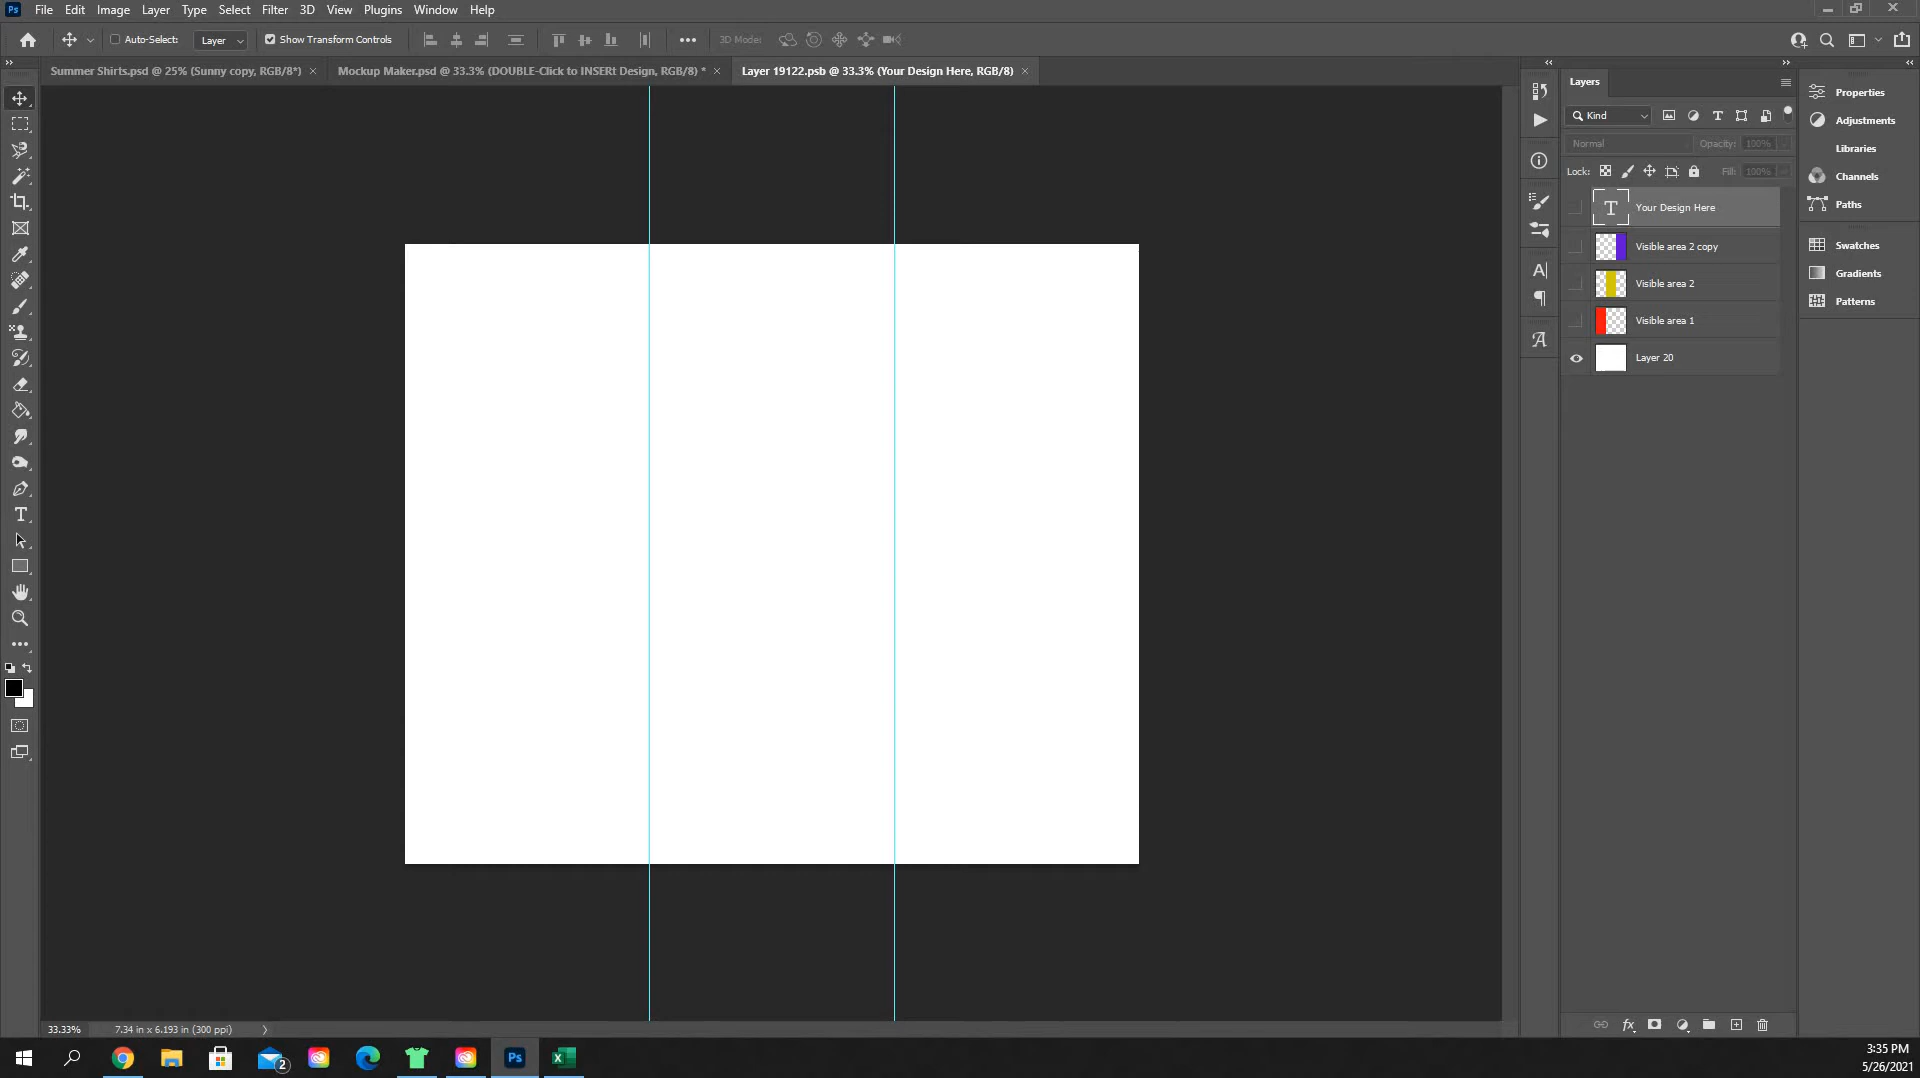 Ps File Edit Image Layer Type Select Filter 3D View Plugins Window Help
Auto-Select: Layer Show Transform Controls 3D Mode:
Summer Shirts.psd @ 25% (Sunny copy, RGB/8*) Mockup Maker.psd @ 33.3% (DOUBLE-Click to INSERt Design, RGB/8) * Layer 19122.psb @ 33.3% (Your Design Here, RGB/8)
Layers
Kind
Normal Opacity: 100%
Lock: Fill: 100%
T Your Design Here
Visible area 2 copy
Visible area 2
Visible area 1
Layer 20
Properties
Adjustments
Libraries
Channels
Paths
Swatches
Gradients
Patterns
33.33% 7.34 in x 6.193 in (300 ppi)
2
Ps
3:35 PM
5/26/2021